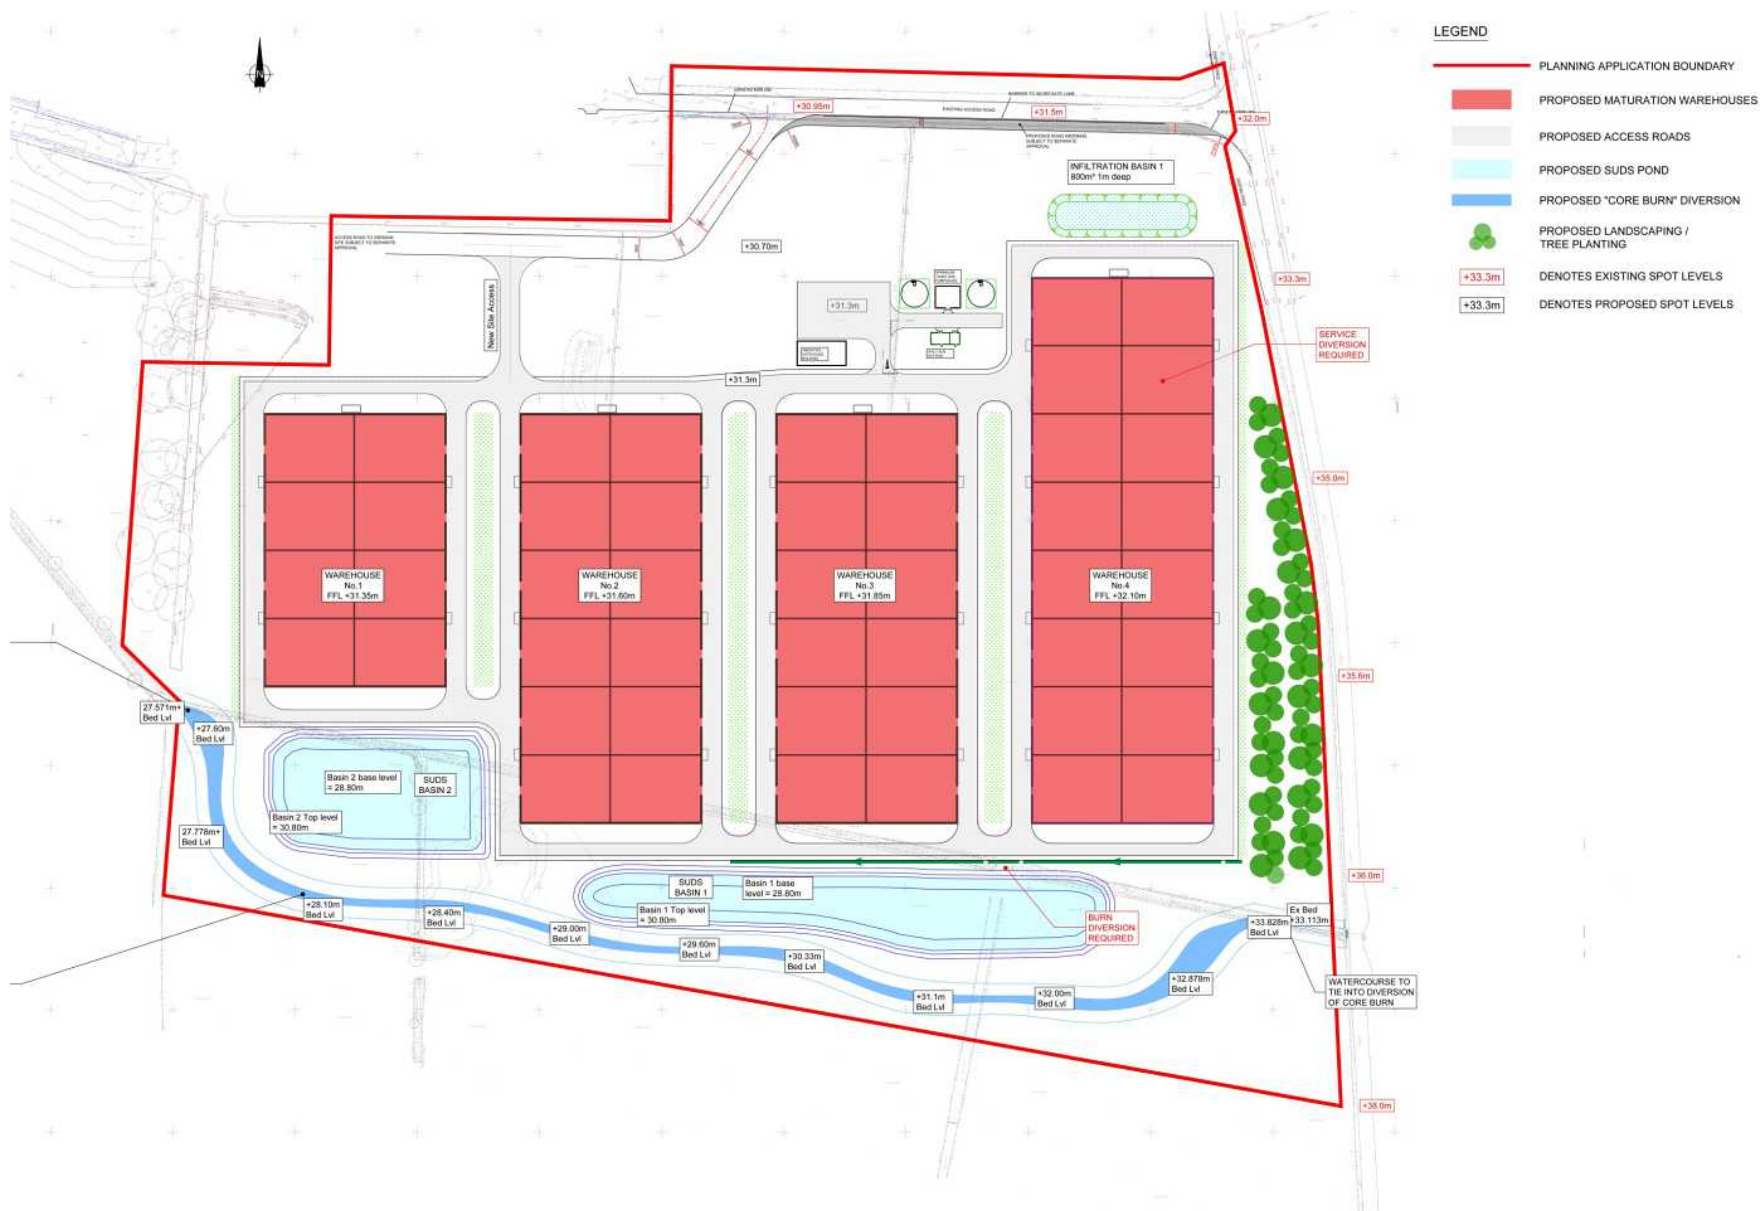 LEGEND
PLANNING APPLICATION BOUNDARY
PROPOSED MATURATION WAREHOUSES
PROPOSED ACCESS ROADS
PROPOSED SUDS POND
PROPOSED "CORE BURN" DIVERSION
PROPOSED LANDSCAPING /
TREE PLANTING
+33.3m
DENOTES EXISTING SPOT LEVELS
+33.3m
DENOTES PROPOSED SPOT LEVELS
N
+30.95m
EXISTING ACCESS ROAD
+31.5m
+32.0m
INFILTRATION BASIN 1
800m³ 1m deep
+30.70m
+33.3m
New Site Access
+31.3m
SERVICE
DIVERSION
REQUIRED
+31.3m
+35.8m
WAREHOUSE
No.1
FFL +31.35m
WAREHOUSE
No.2
FFL +31.60m
WAREHOUSE
No.3
FFL +31.85m
WAREHOUSE
No.4
FFL +32.10m
+35.6m
27.571m+
Bed Lvl
+27.60m
Bed Lvl
Basin 2 base level
= 28.80m
SUDS
BASIN 2
Basin 2 Top level
= 30.80m
27.778m+
Bed Lvl
+36.0m
SUDS
BASIN 1
Basin 1 base
level = 28.80m
Basin 1 Top level
= 30.80m
+28.10m
Bed Lvl
+28.40m
Bed Lvl
+29.00m
Bed Lvl
+29.60m
Bed Lvl
+30.33m
Bed Lvl
BURN
DIVERSION
REQUIRED
Ex Bed
+33.113m
+33.828m
Bed Lvl
+31.1m
Bed Lvl
+32.00m
Bed Lvl
+32.878m
Bed Lvl
WATERCOURSE TO
TIE INTO DIVERSION
OF CORE BURN
+38.0m